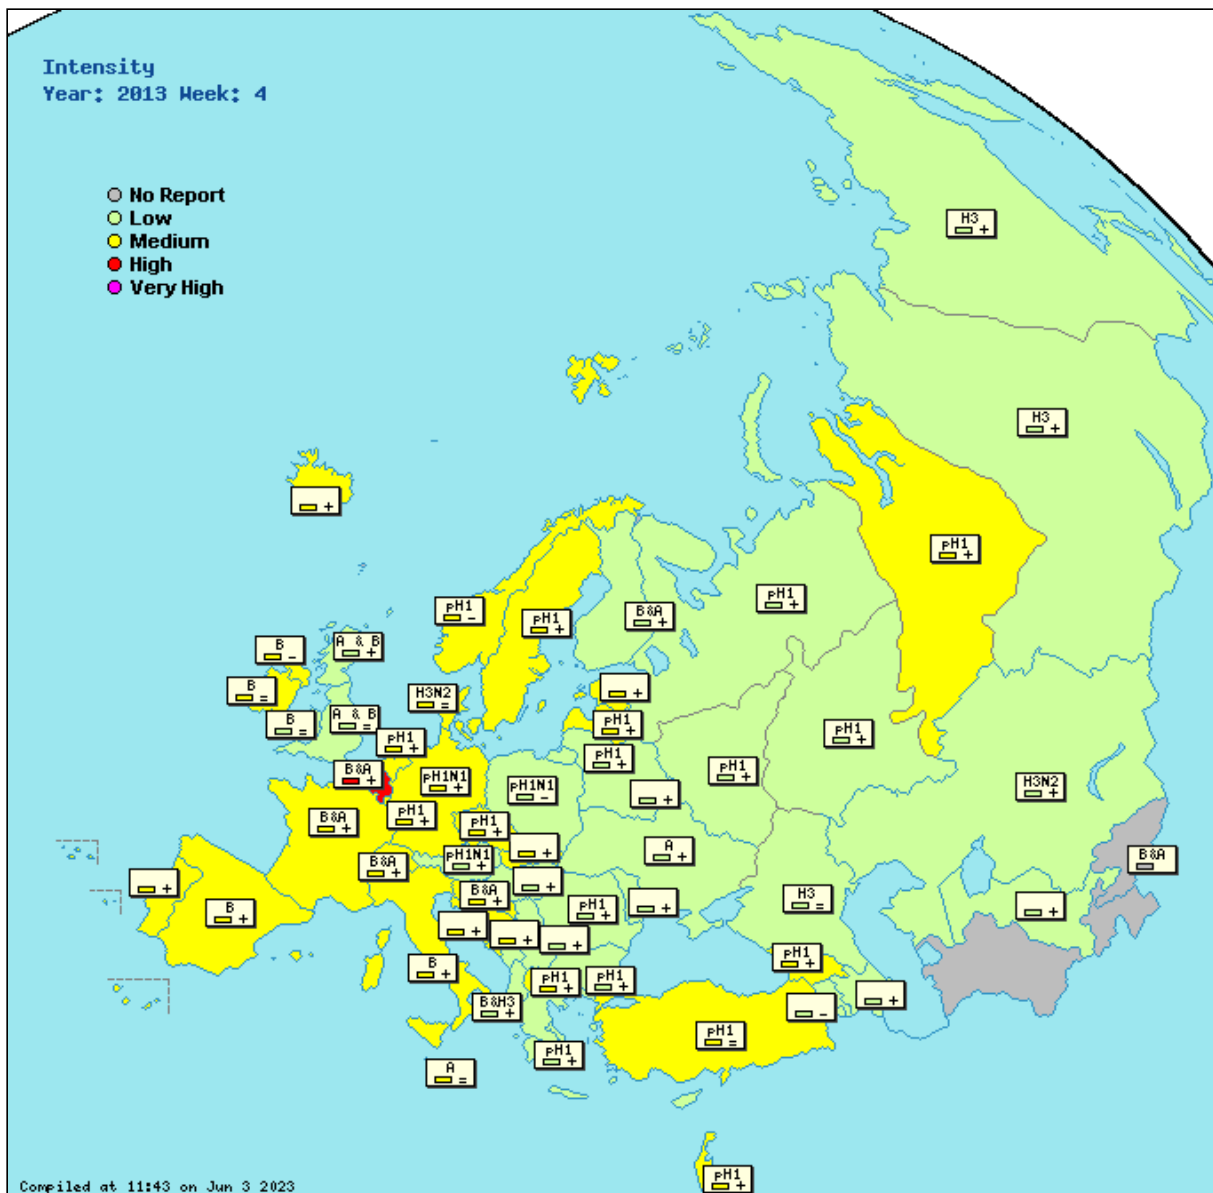 Intensity
Year: 2013 Week: 4
No Report
Low
Medium
High
Very High
H3
+
H3
+
+
pH1
+
pH1
+
pH1
-
pH1
+
B&A
+
A & B
+
B
-
B
=
+
H3N2
=
B
=
A & B
=
pH1
+
pH1
+
pH1
+
pH1
+
pH1
+
B&A
+
pH1N1
+
pH1N1
-
+
H3N2
+
B&A
+
pH1
+
pH1
+
+
A
+
B&A
pH1N1
+
B&A
+
+
+
B&A
+
H3
=
+
B
+
pH1
+
+
+
+
+
pH1
+
B
+
pH1
+
pH1
+
+
B&H3
+
-
pH1
=
pH1
+
A
=
pH1
+
Compiled at 11:43 on Jun 3 2023